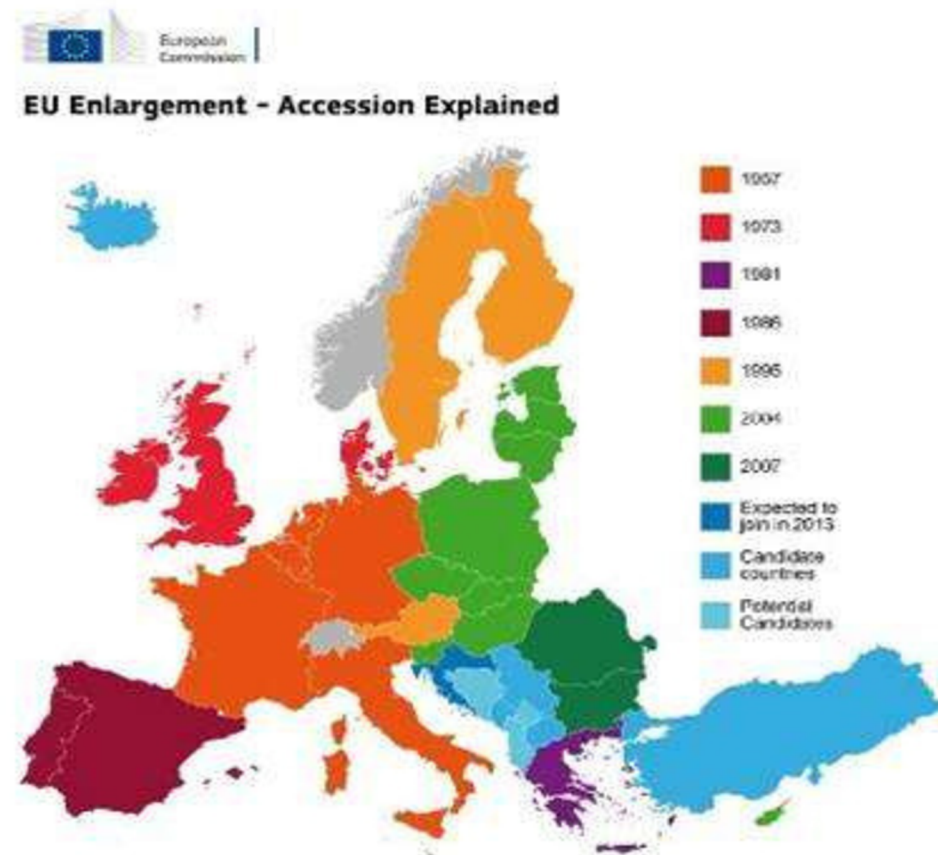 European
Commission
EU Enlargement - Accession Explained
1957
1973
1981
1986
1995
2004
2007
Expected to
join in 2013
Candidate
countries
Potential
Candidates